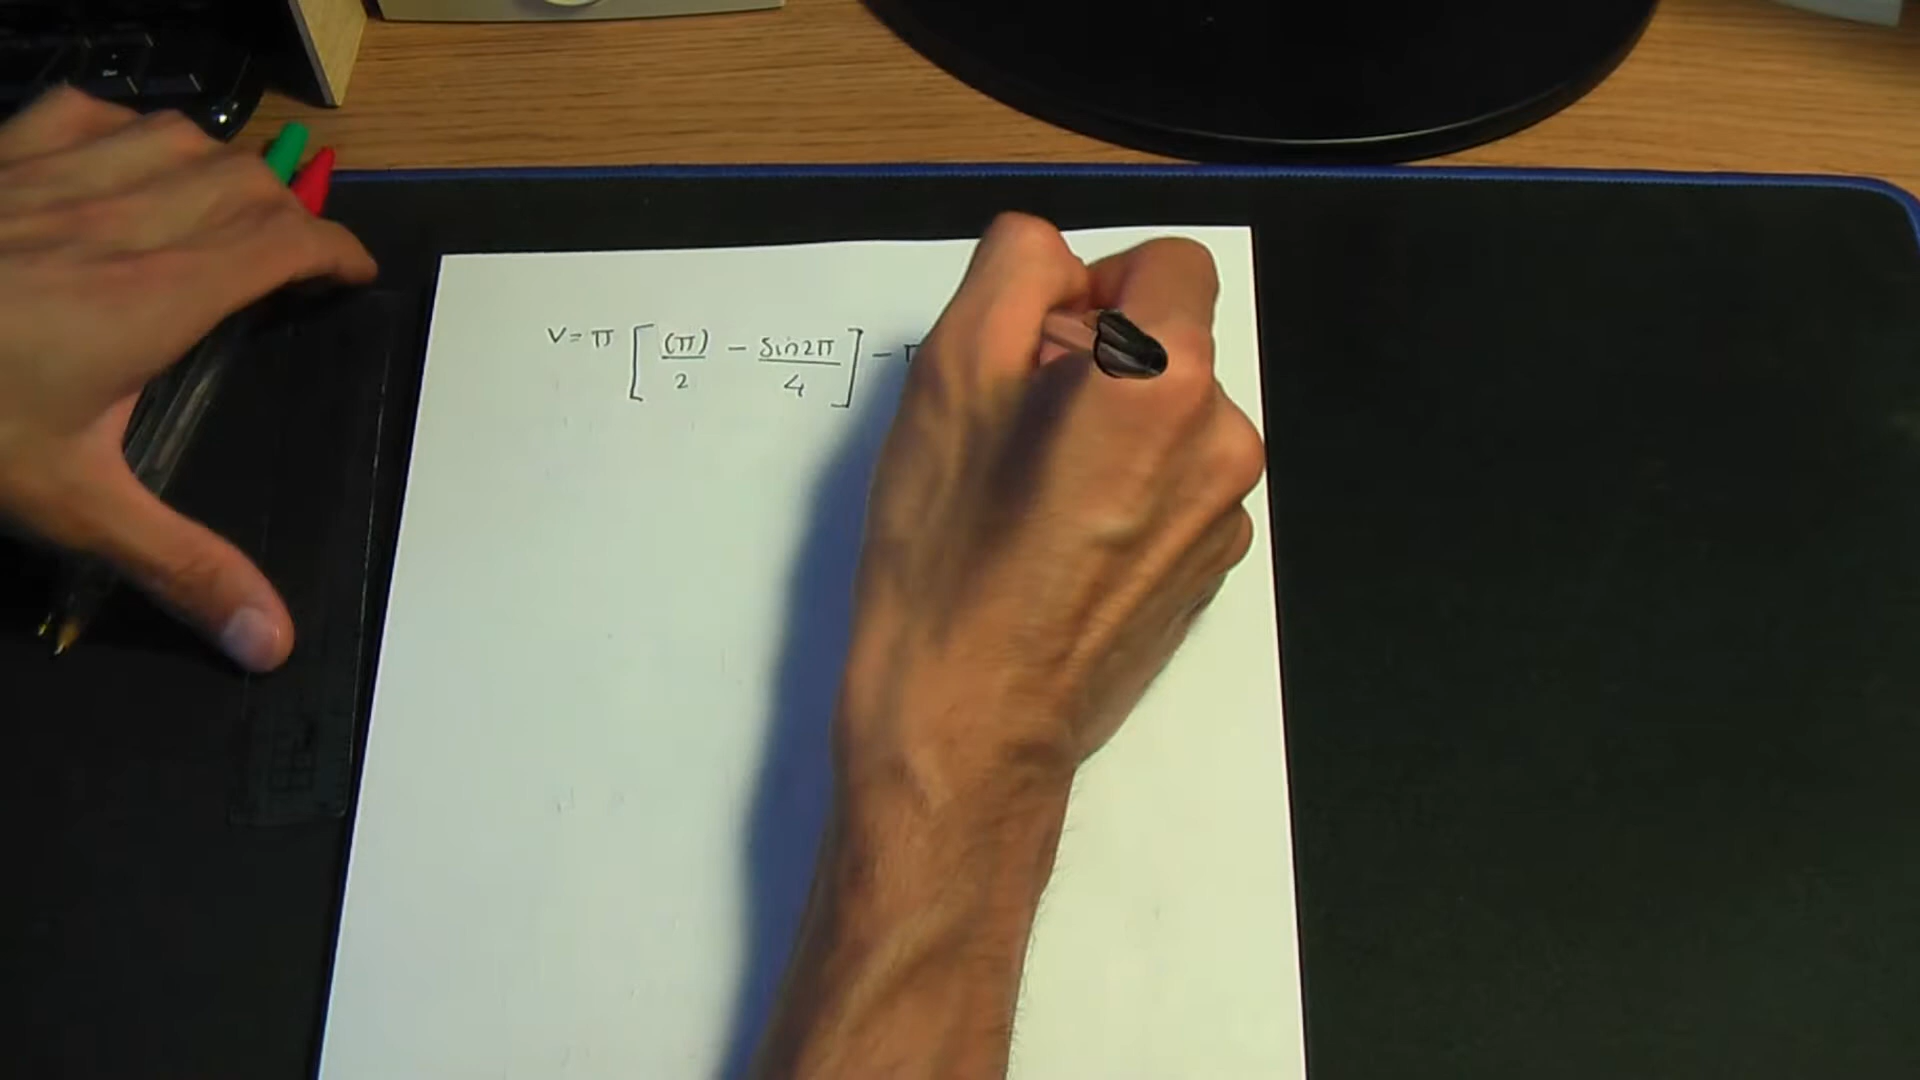 V = π [ (π)/2 − sin2π/4 ] − π